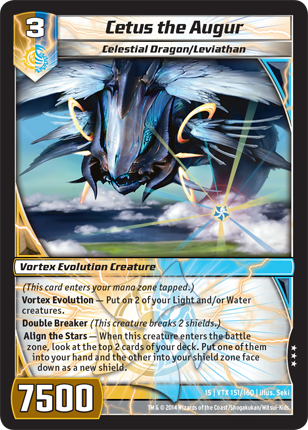 3
Cetus the Augur
Celestial Dragon/Leviathan
Vortex Evolution Creature
(This card enters your mana zone tapped.)
Vortex Evolution — Put on 2 of your Light and/or Water
creatures.
Double Breaker (This creature breaks 2 shields.)
Align the Stars — When this creature enters the battle
zone, look at the top 2 cards of your deck. Put one of them
into your hand and the other into your shield zone face
down as a new shield.
7500
15 | VTX 151/160 | illus. Seki
TM & © 2014 Wizards of the Coast/Shogakukan/Mitsui-Kids